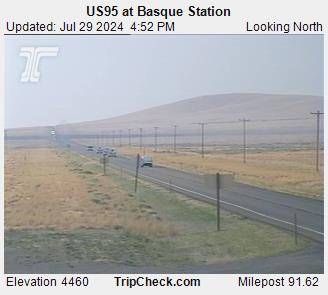 US95 at Basque Station
Updated: Jul 29 2024 4:52 PM Looking North
Elevation 4460 TripCheck.com Milepost 91.62